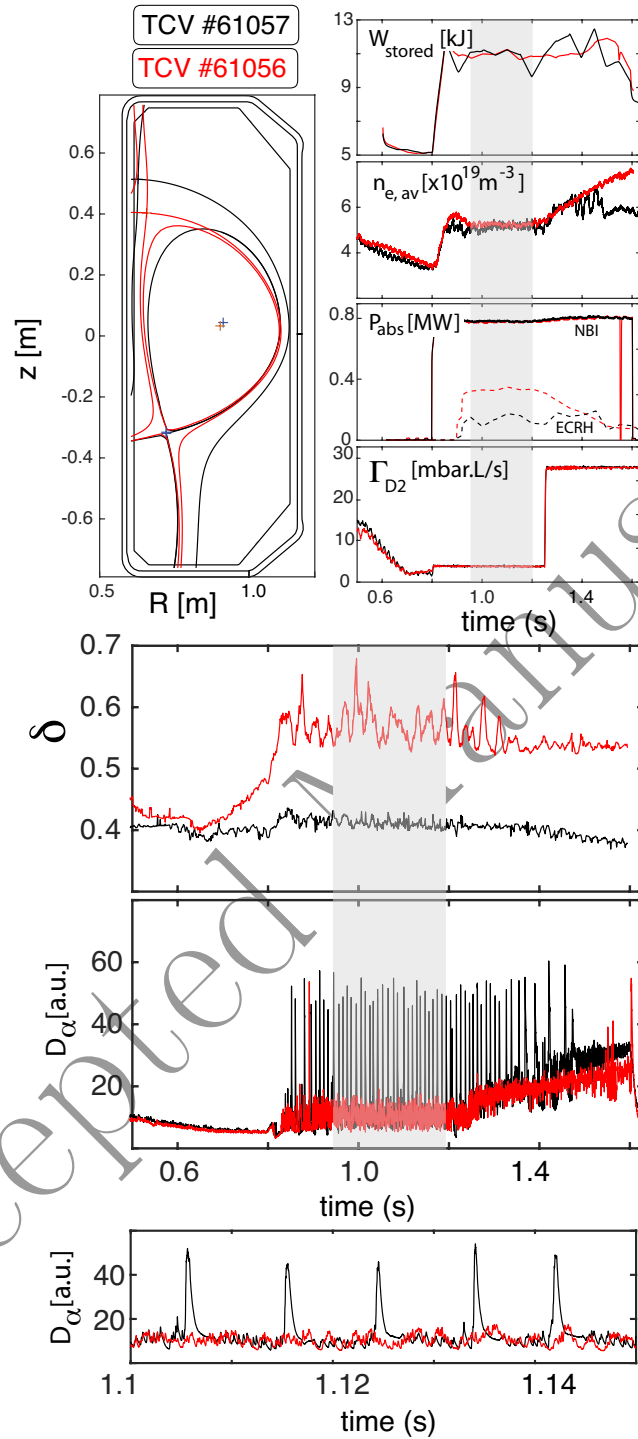 TCV #61057
TCV #61056
W_stored [kJ]
13
11
9
7
5
n_e,av [x10^19 m^-3]
6
4
P_abs [MW]
0.8
0.4
0
NBI
ECRH
Γ_D2 [mbar.L/s]
30
20
10
0
0.6
1.0
1.4
time (s)
z [m]
0.6
0.4
0.2
0
-0.2
-0.4
-0.6
0.5
1.0
R [m]
δ
0.7
0.6
0.5
0.4
D_α [a.u.]
60
40
20
0.6
1.0
1.4
time (s)
D_α [a.u.]
40
20
1.1
1.12
1.14
time (s)
cepted Manus